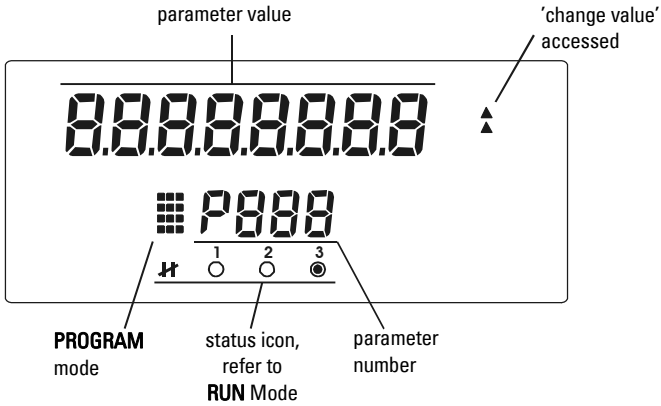 parameter value
'change value'
accessed
8.8.8.8.8.8.8.8
P888
1 2 3
PROGRAM
mode
status icon,
refer to
RUN Mode
parameter
number